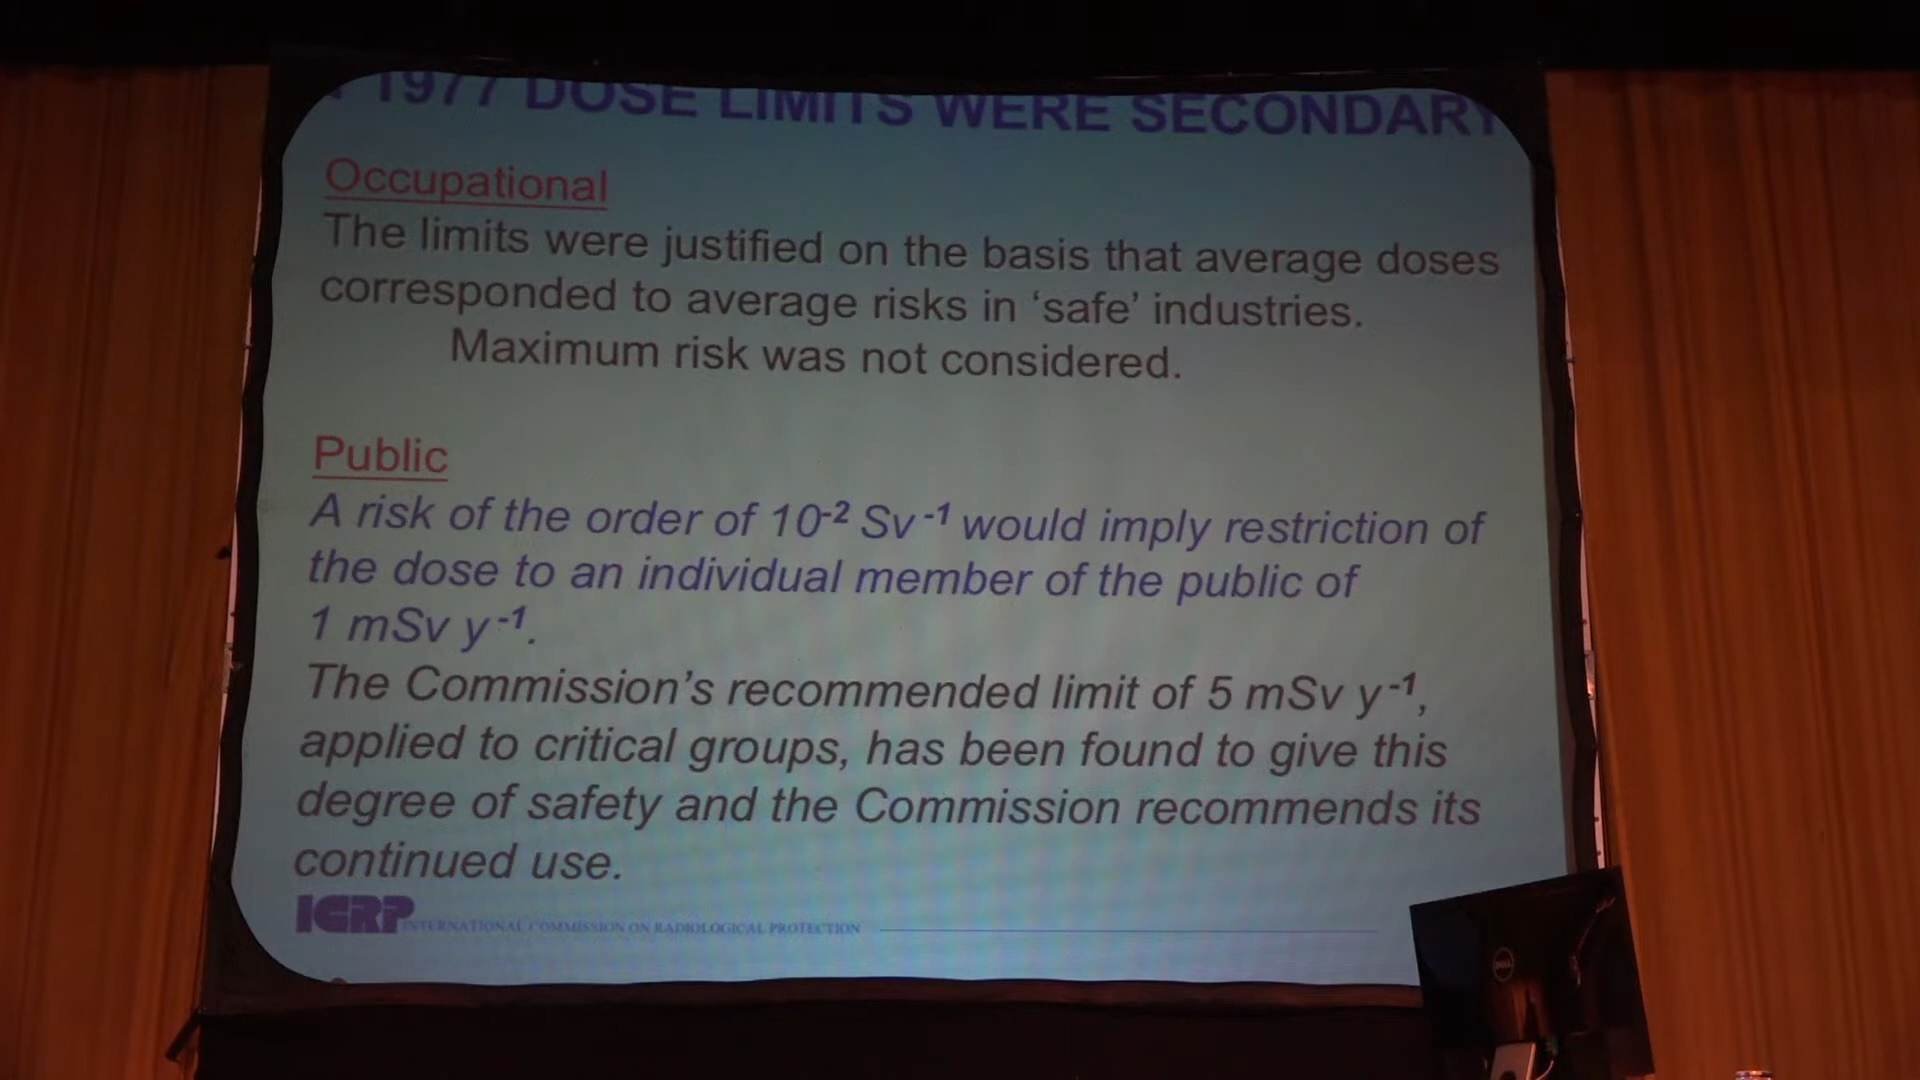 1977 DOSE LIMITS WERE SECONDARY
Occupational
The limits were justified on the basis that average doses
corresponded to average risks in ‘safe’ industries.
Maximum risk was not considered.
Public
A risk of the order of 10⁻² Sv⁻¹ would imply restriction of
the dose to an individual member of the public of
1 mSv y⁻¹.
The Commission’s recommended limit of 5 mSv y⁻¹,
applied to critical groups, has been found to give this
degree of safety and the Commission recommends its
continued use.
ICRP INTERNATIONAL COMMISSION ON RADIOLOGICAL PROTECTION
DELL